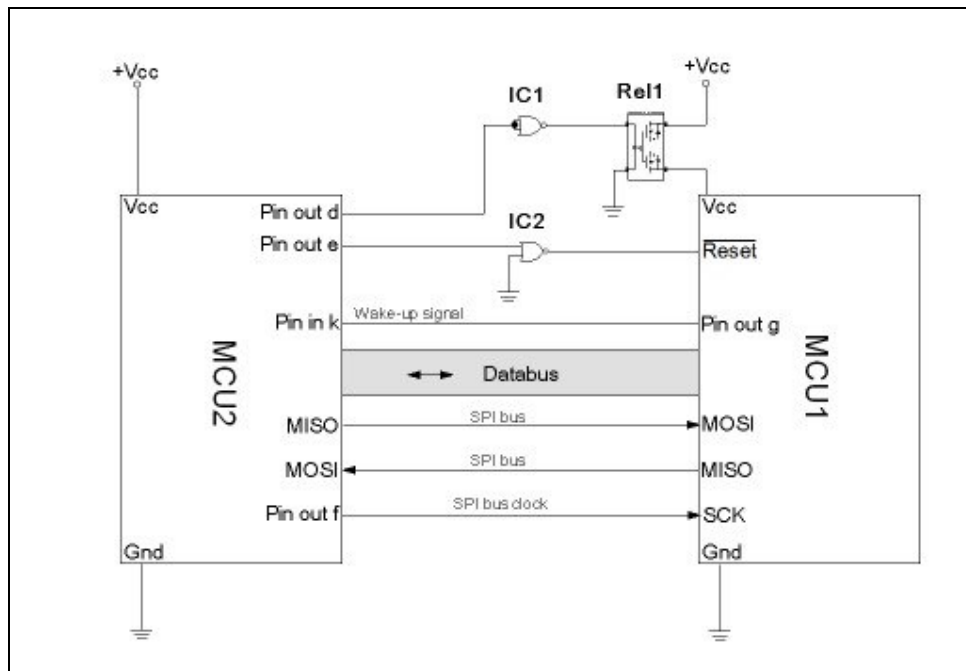 +Vcc
+Vcc
IC1
Rel1
Vcc
Pin out d
Vcc
Pin out e
IC2
Reset
Pin in k
Wake-up signal
Pin out g
MCU2
MCU1
Databus
MISO
SPI bus
MOSI
MOSI
SPI bus
MISO
Pin out f
SPI bus clock
SCK
Gnd
Gnd